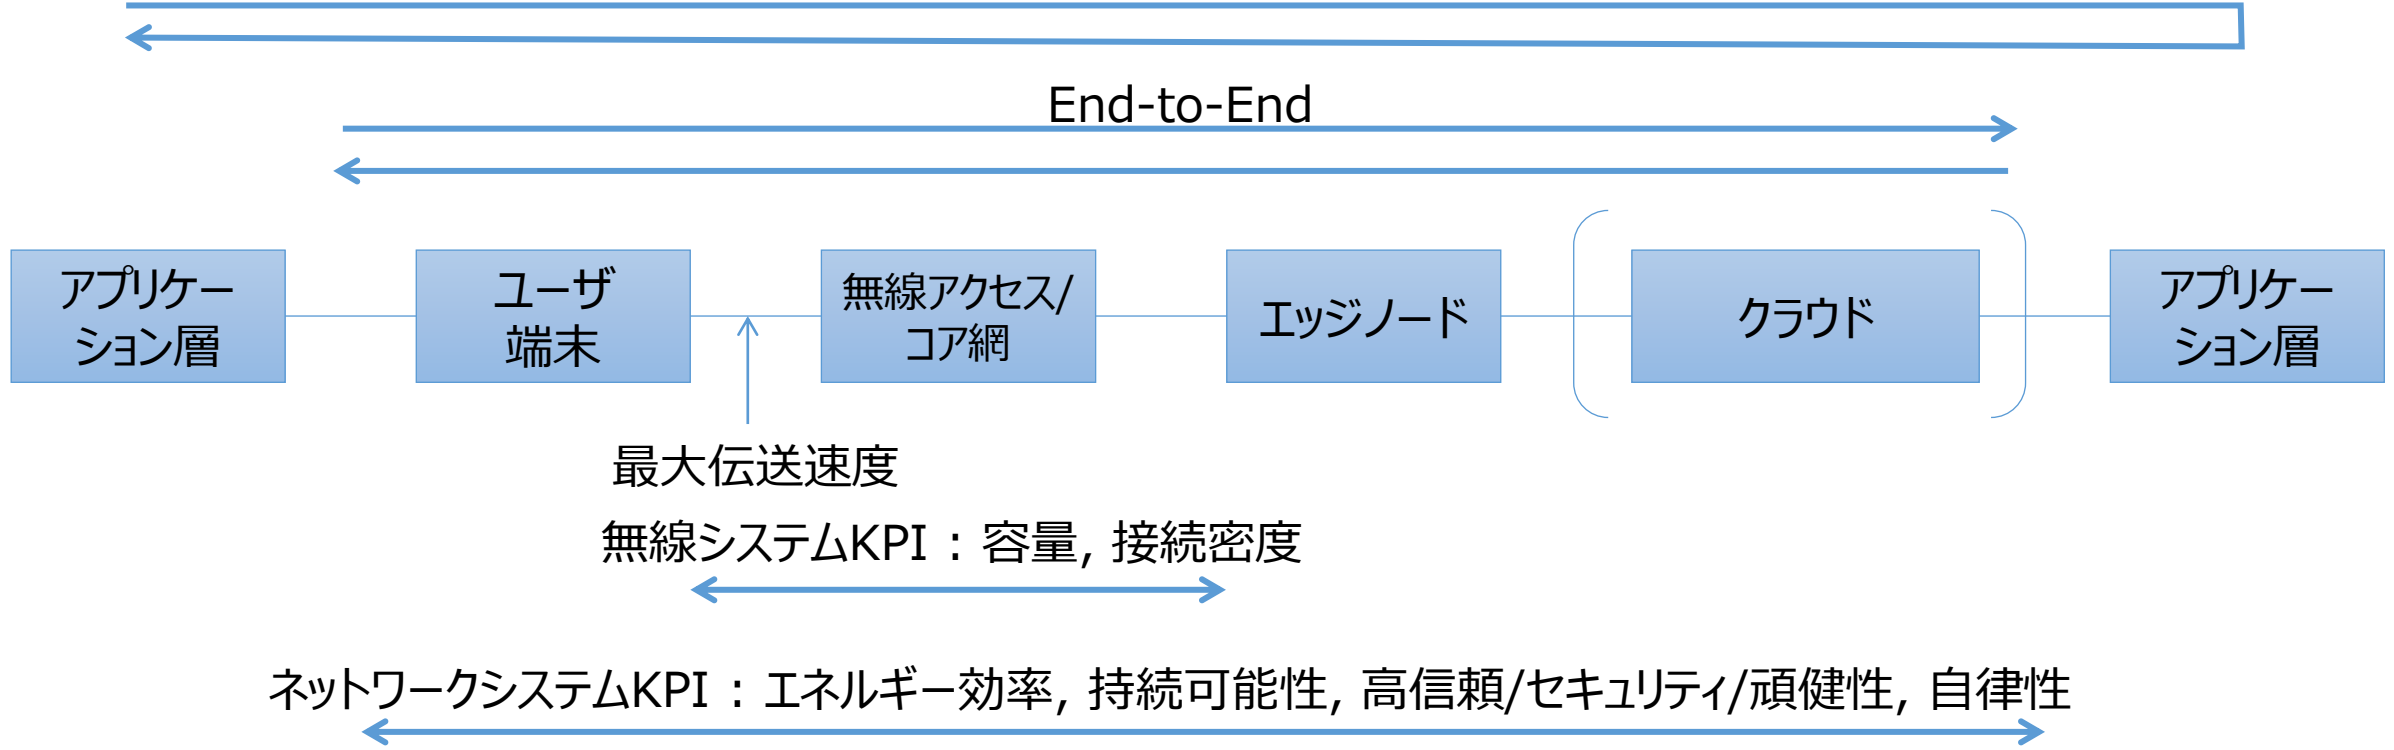 End-to-End
アプリケー
ション層
ユーザ
端末
無線アクセス/
コア網
エッジノード
クラウド
アプリケー
ション層
最大伝送速度
無線システムKPI：容量, 接続密度
ネットワークシステムKPI：エネルギー効率, 持続可能性, 高信頼/セキュリティ/頑健性, 自律性